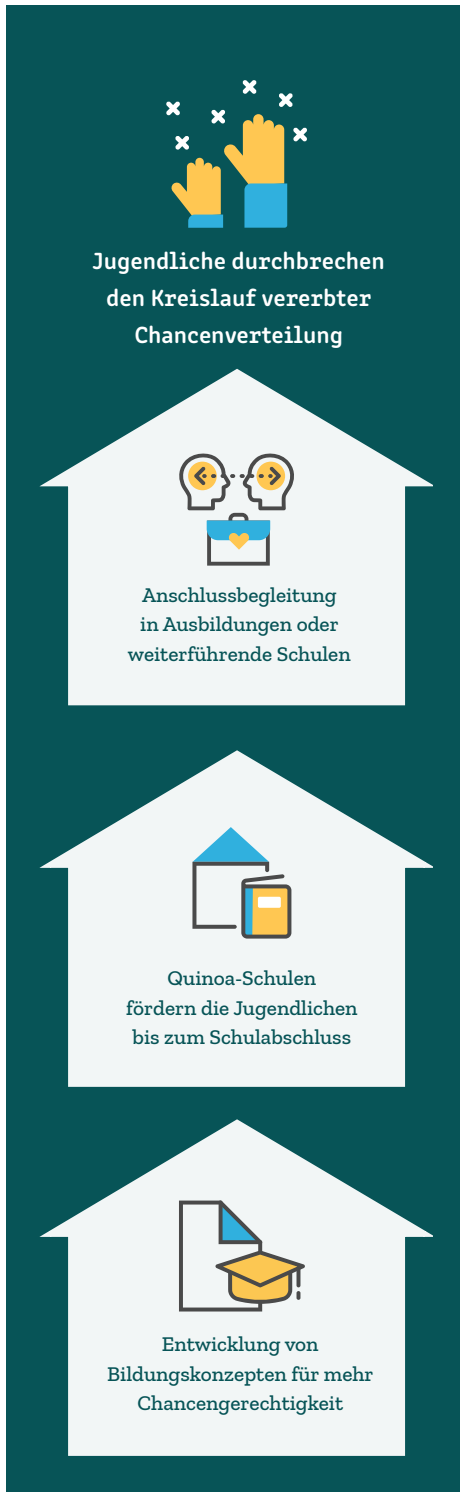 Jugendliche durchbrechen
den Kreislauf vererbter
Chancenverteilung
Anschlussbegleitung
in Ausbildungen oder
weiterführende Schulen
Quinoa-Schulen
fördern die Jugendlichen
bis zum Schulabschluss
Entwicklung von
Bildungskonzepten für mehr
Chancengerechtigkeit